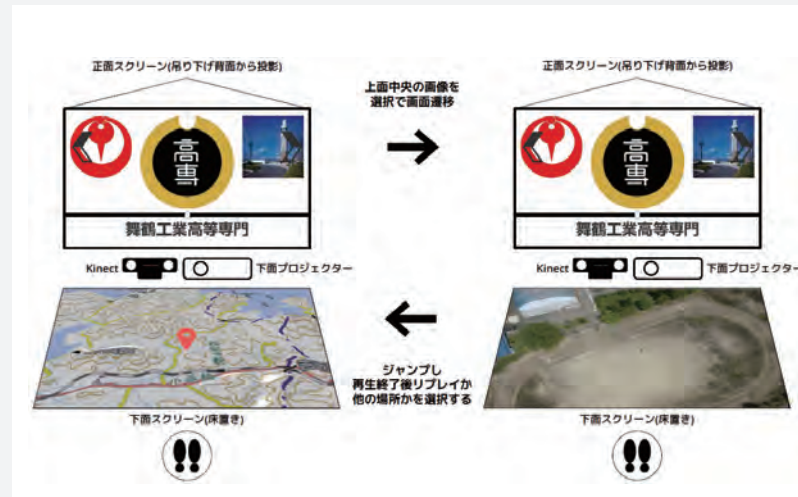 正面スクリーン(吊り下げ背面から投影)
高専
舞鶴工業高等専門
Kinect
下面プロジェクター
下面スクリーン(床置き)
上面中央の画像を
選択で画面遷移
ジャンプし
再生終了後リプレイか
他の場所かを選択する
正面スクリーン(吊り下げ背面から投影)
高専
舞鶴工業高等専門
Kinect
下面プロジェクター
下面スクリーン(床置き)